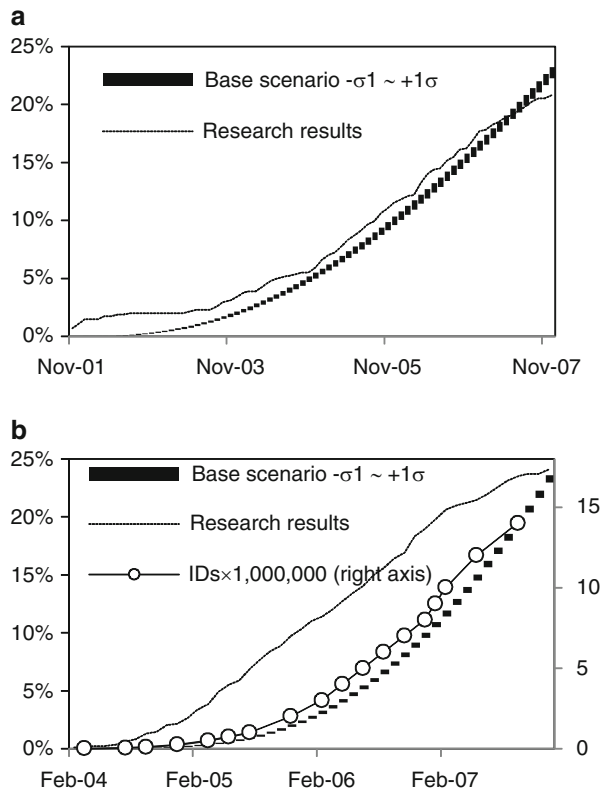 a
25%
20%
15%
10%
5%
0%
Base scenario -σ1 ~ +1σ
Research results
Nov-01 Nov-03 Nov-05 Nov-07
b
25%
20%
15%
10%
5%
0%
Base scenario -σ1 ~ +1σ
Research results
IDs×1,000,000 (right axis)
15
10
5
0
Feb-04 Feb-05 Feb-06 Feb-07